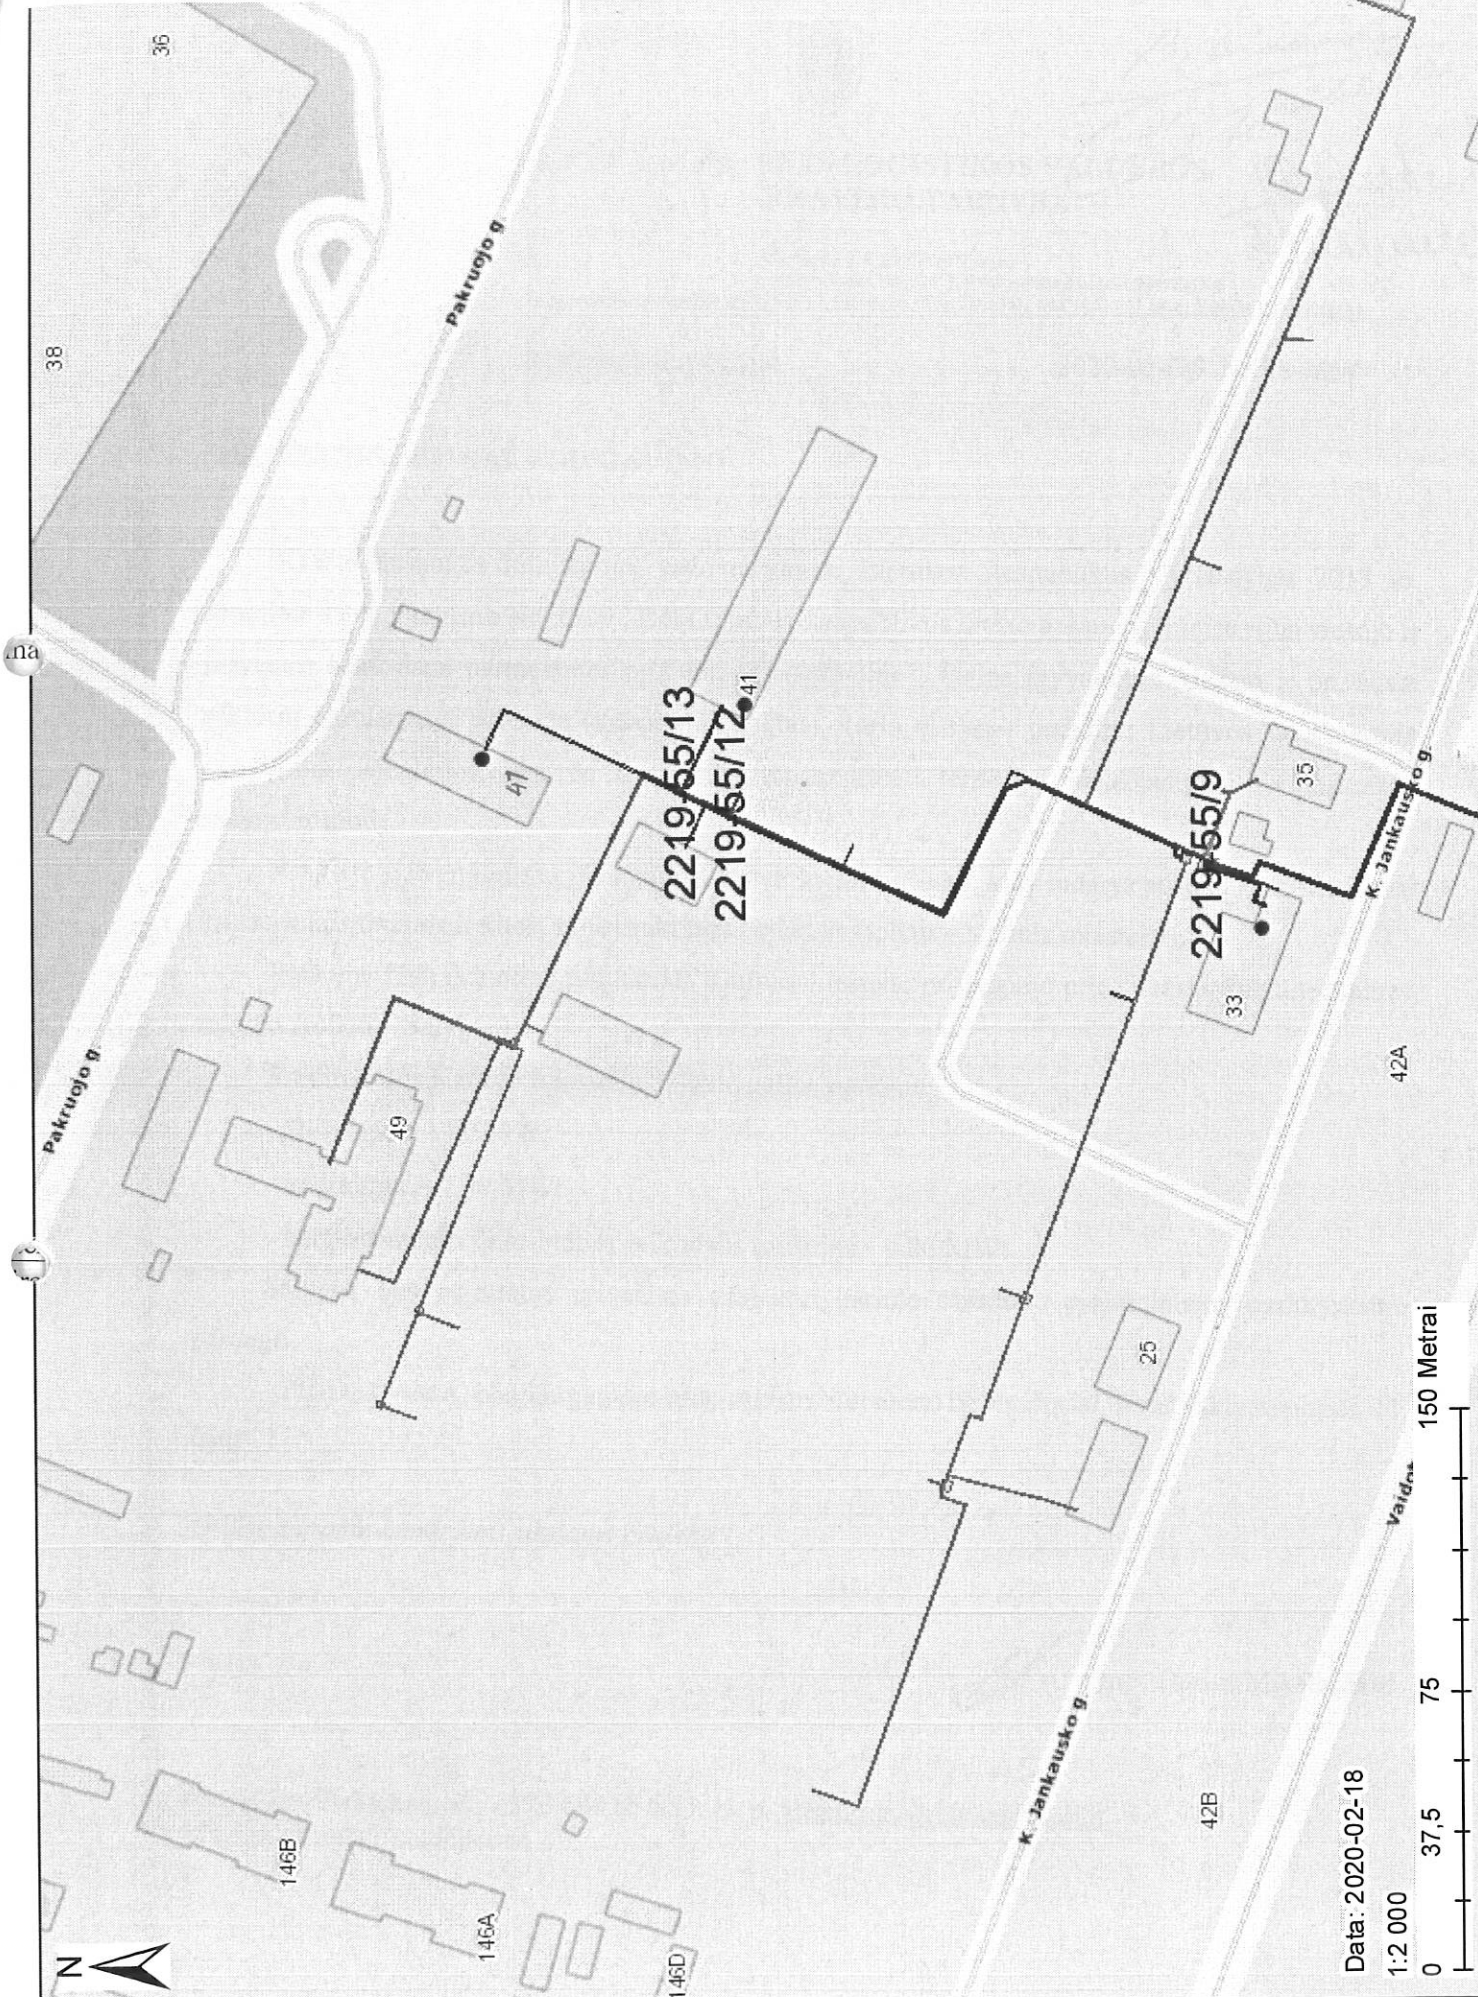 N
146B
146A
146D
Pakruojo g.
49
38
36
Pakruojo g.
47
41
2219-55/13
2219-55/12
2219-55/9
35
33
25
K. Jankausko g.
K. Jankausko g.
42A
42B
Data: 2020-02-18
1:2 000
0 37,5 75 150 Metrai